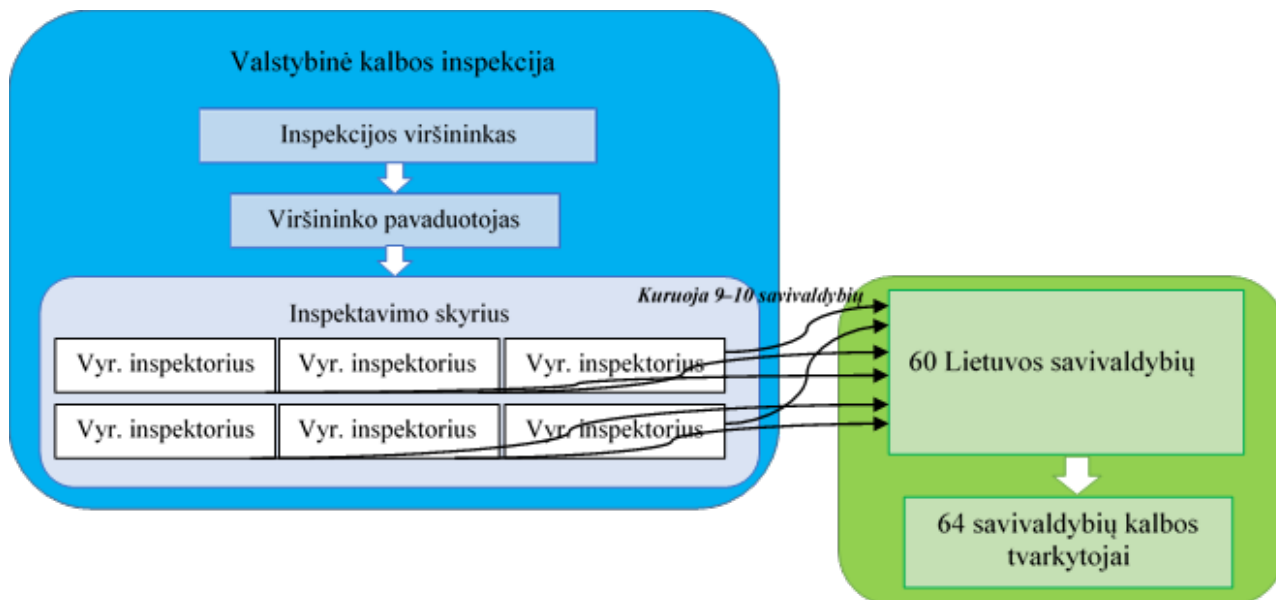 Valstybinė kalbos inspekcija
Inspekcijos viršininkas
Viršininko pavaduotojas
Inspektavimo skyrius
Kuruoja 9–10 savivaldybių
Vyr. inspektorius
Vyr. inspektorius
Vyr. inspektorius
Vyr. inspektorius
Vyr. inspektorius
Vyr. inspektorius
60 Lietuvos savivaldybių
64 savivaldybių kalbos
tvarkytojai